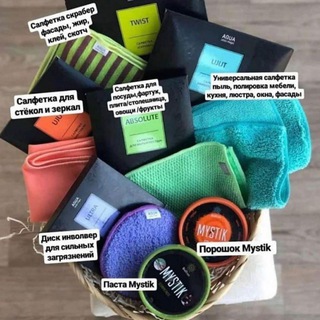 Салфетка скрабер
фасады, жир,
клей, скотч
TWIST
AQUA
LIKIT
Универсальная салфетка
пыль, полировка мебели,
кухня, люстра, окна, фасады
Салфетка для
посуды,фартук,
плита/столешница,
овощи /фрукты
ABSOLUTE
Салфетка для
стёкол и зеркал
AQUA
Диск инволвер
для сильных
загрязнений
MYSTIK
Порошок Mystik
MYSTIK
Паста Mystik